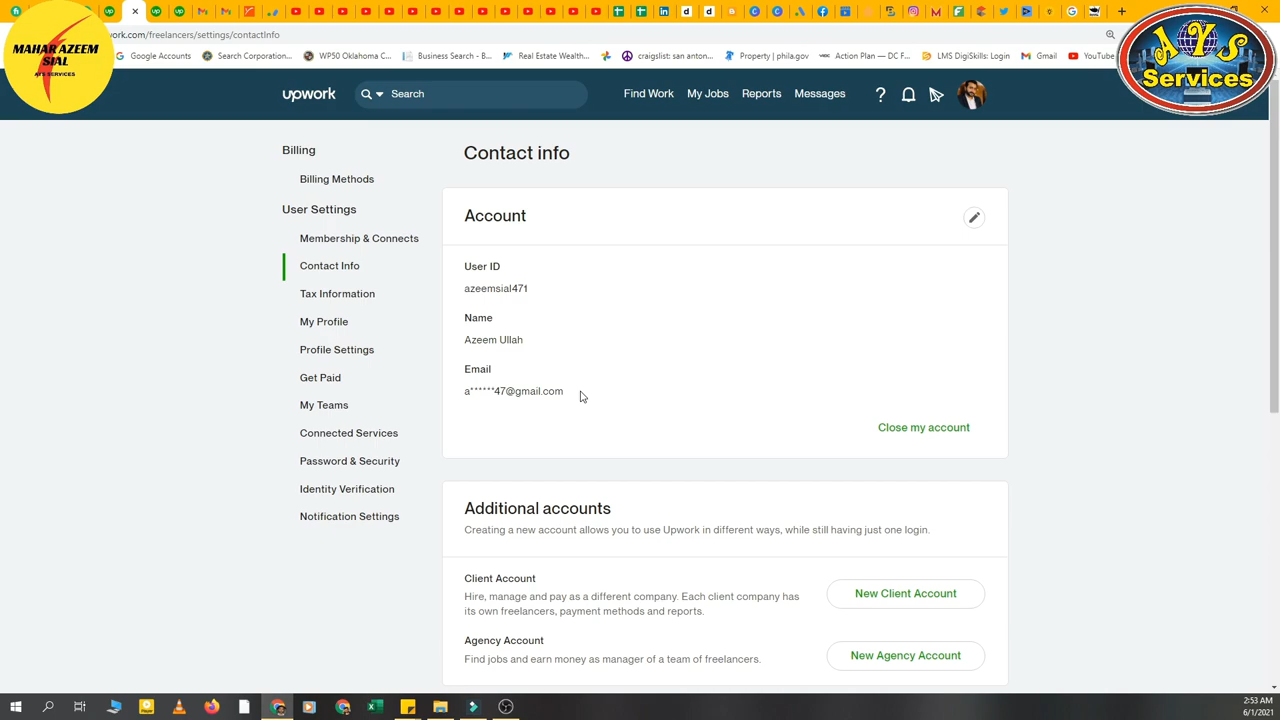 MAHAR AZEEM
SIAL
AYS SERVICES
AYS
Services
rk.com/freelancers/settings/contactInfo
Google Accounts
Search Corporation...
WP50 Oklahoma C...
Business Search - B...
Real Estate Wealth...
craigslist: san anton...
Property | phila.gov
Action Plan — DC F...
LMS DigiSkills: Login
Gmail
YouTube
upwork
Search
Find Work
My Jobs
Reports
Messages
Billing
Billing Methods
User Settings
Membership & Connects
Contact Info
Tax Information
My Profile
Profile Settings
Get Paid
My Teams
Connected Services
Password & Security
Identity Verification
Notification Settings
Contact info
Account
User ID
azeemsial471
Name
Azeem Ullah
Email
a******47@gmail.com
Close my account
Additional accounts
Creating a new account allows you to use Upwork in different ways, while still having just one login.
Client Account
Hire, manage and pay as a different company. Each client company has
its own freelancers, payment methods and reports.
New Client Account
Agency Account
Find jobs and earn money as manager of a team of freelancers.
New Agency Account
2:53 AM
6/1/2021